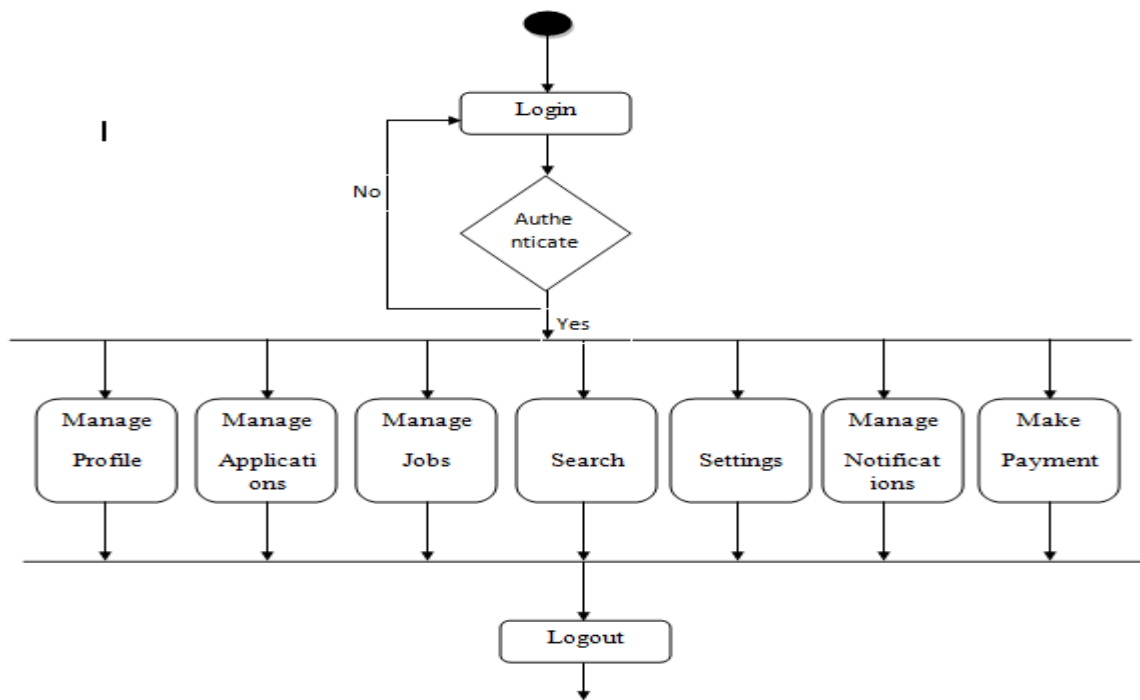 Login
No
Authe
nticate
Yes
Manage
Profile
Manage
Applicati
ons
Manage
Jobs
Search
Settings
Manage
Notificat
ions
Make
Payment
Logout